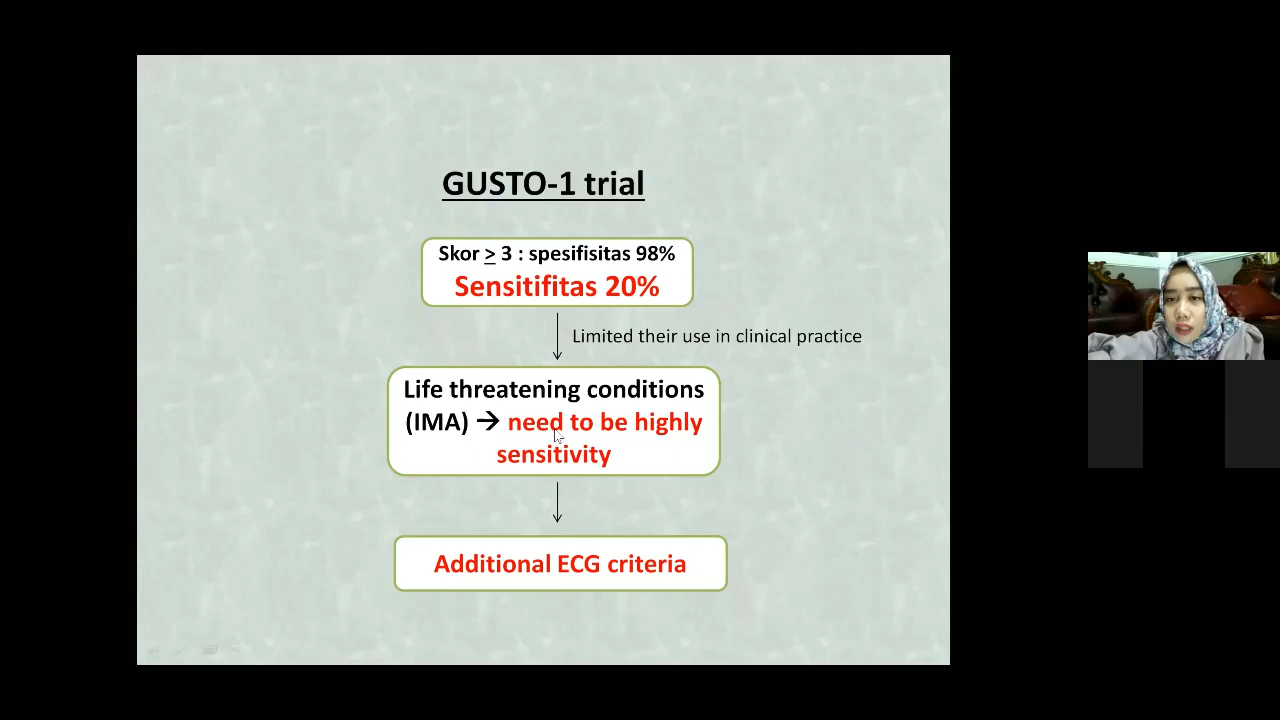 GUSTO-1 trial
Skor ≥ 3 : spesifisitas 98%
Sensitifitas 20%
Limited their use in clinical practice
Life threatening conditions
(IMA) → need to be highly
sensitivity
Additional ECG criteria